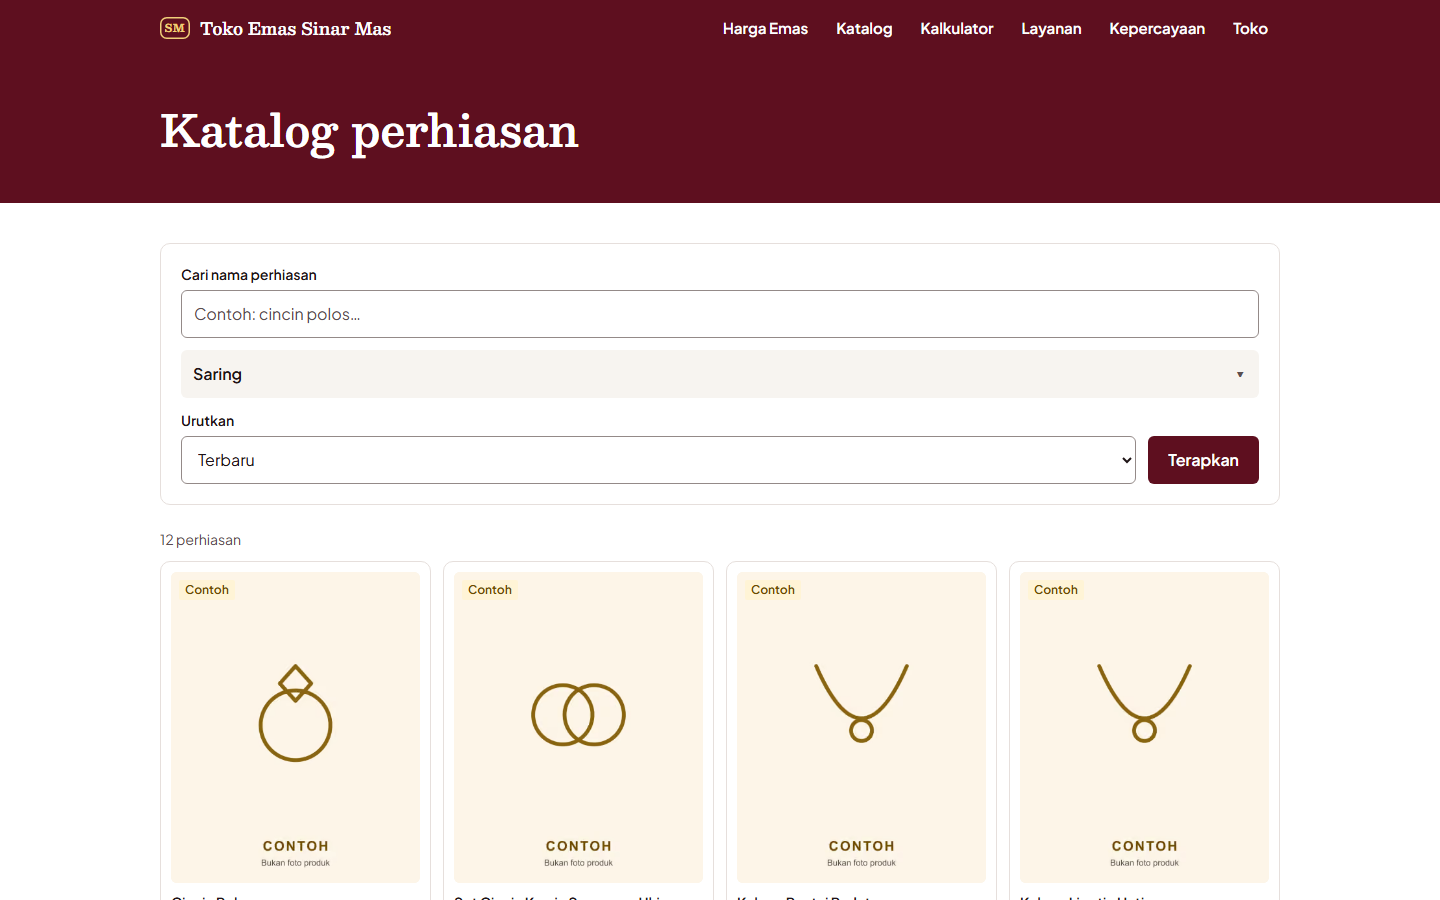 SM Toko Emas Sinar Mas
Harga Emas Katalog Kalkulator Layanan Kepercayaan Toko
Katalog perhiasan
Cari nama perhiasan
Contoh: cincin polos...
Saring
Urutkan
Terbaru
Terapkan
12 perhiasan
Contoh Contoh Contoh Contoh
CONTOH CONTOH CONTOH CONTOH
Bukan foto produk Bukan foto produk Bukan foto produk Bukan foto produk